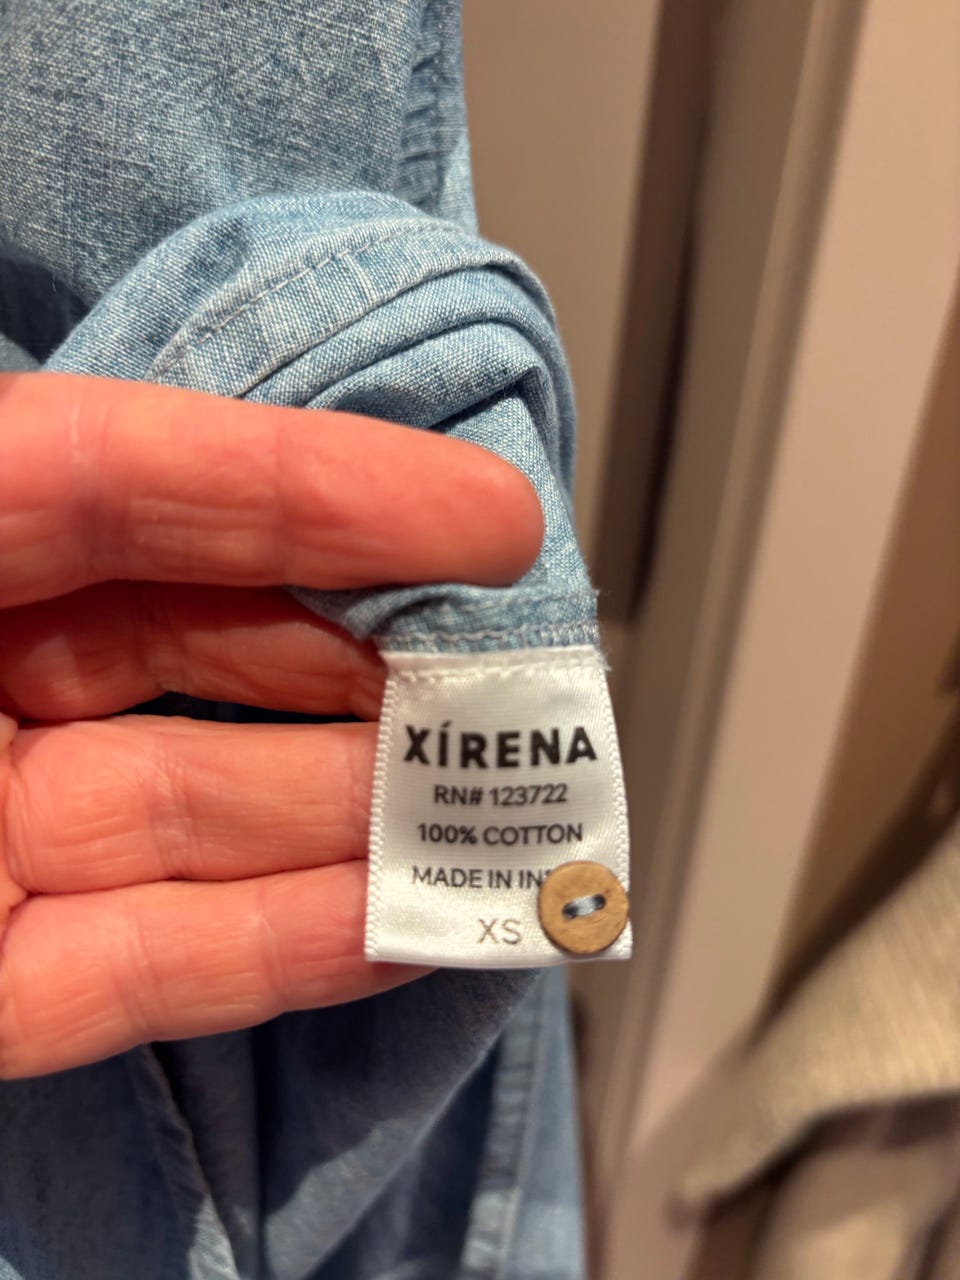 XÍRENA
RN# 123722
100% COTTON
MADE IN
XS